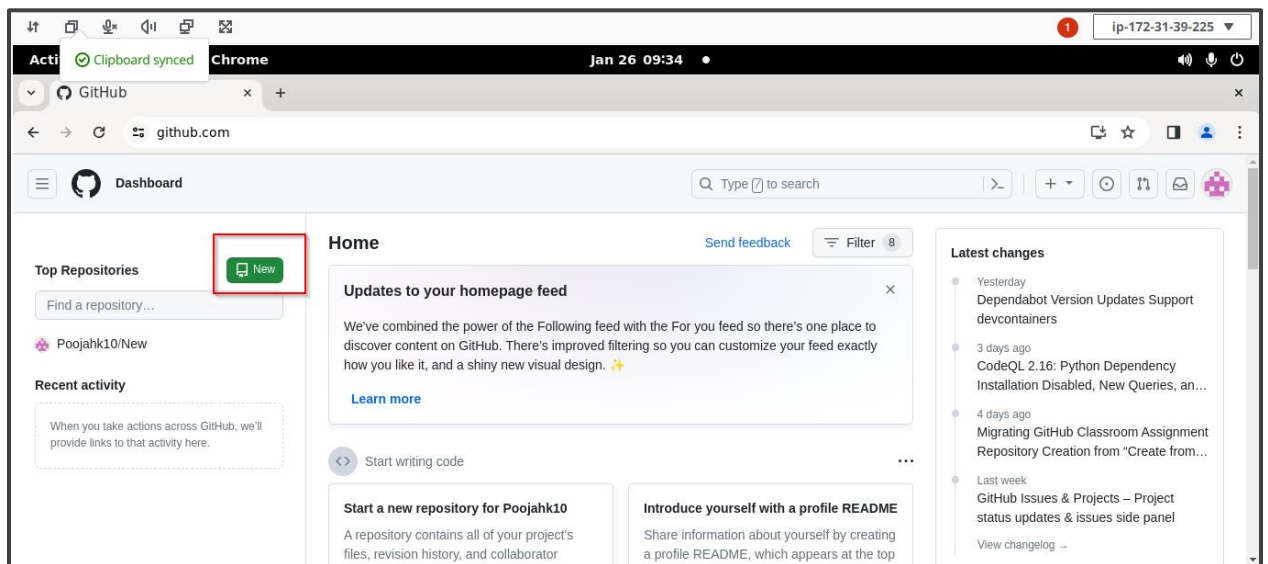 1
ip-172-31-39-225
Acti
Clipboard synced
Chrome
Jan 26 09:34
GitHub
github.com
Dashboard
Type / to search
Top Repositories
New
Find a repository…
Poojahk10/New
Recent activity
When you take actions across GitHub, we'll
provide links to that activity here.
Home
Send feedback
Filter 8
Updates to your homepage feed
We've combined the power of the Following feed with the For you feed so there's one place to
discover content on GitHub. There's improved filtering so you can customize your feed exactly
how you like it, and a shiny new visual design. ✨
Learn more
Start writing code
Start a new repository for Poojahk10
A repository contains all of your project's
files, revision history, and collaborator
Introduce yourself with a profile README
Share information about yourself by creating
a profile README, which appears at the top
Latest changes
Yesterday
Dependabot Version Updates Support
devcontainers
3 days ago
CodeQL 2.16: Python Dependency
Installation Disabled, New Queries, an…
4 days ago
Migrating GitHub Classroom Assignment
Repository Creation from “Create from…
Last week
GitHub Issues & Projects – Project
status updates & issues side panel
View changelog →